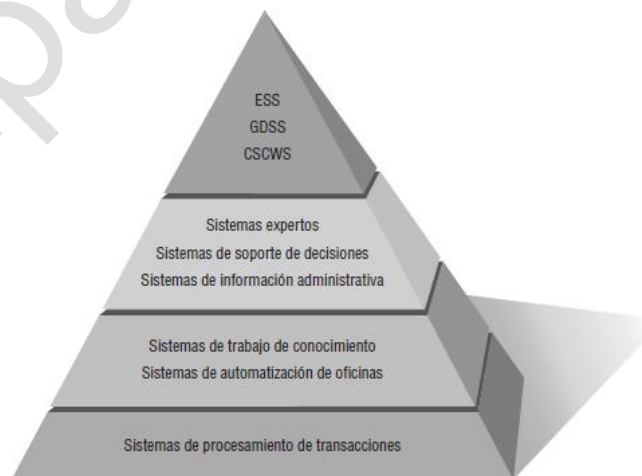 ESS
GDSS
CSCWS
Sistemas expertos
Sistemas de soporte de decisiones
Sistemas de información administrativa
Sistemas de trabajo de conocimiento
Sistemas de automatización de oficinas
Sistemas de procesamiento de transacciones